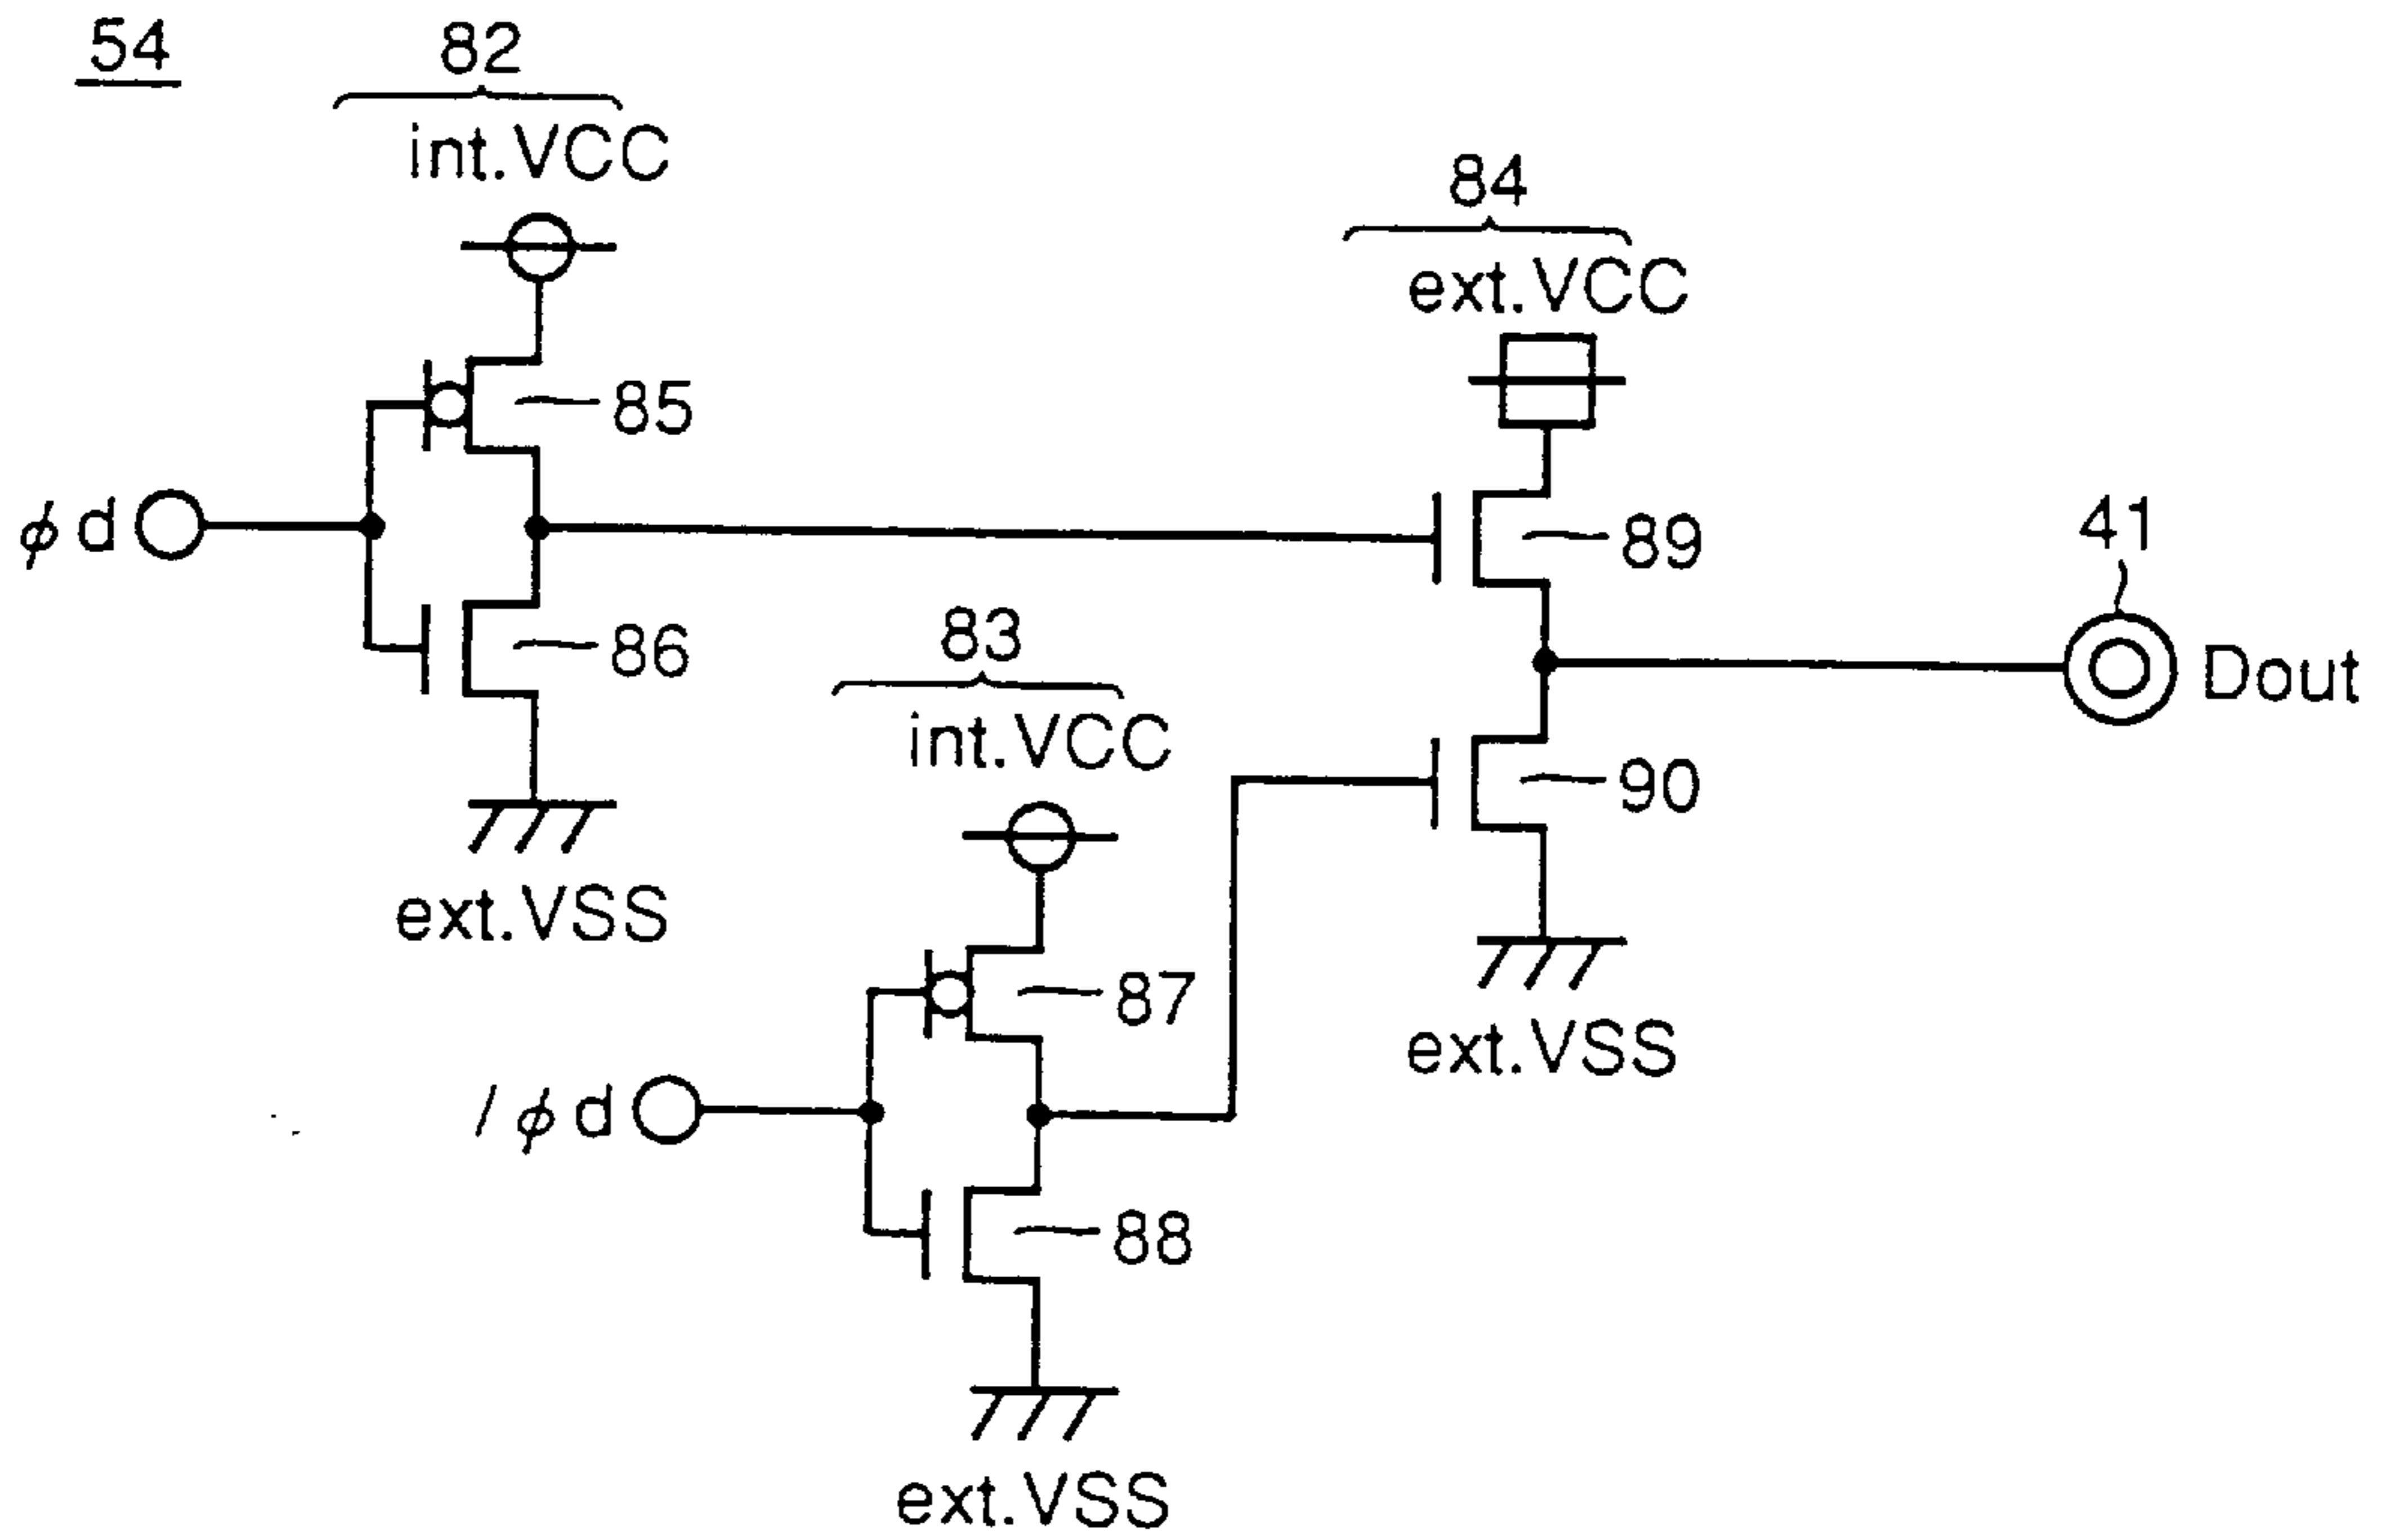 54
82
int.VCC
84
ext.VCC
85
ϕd
89
41
86
83
Dout
int.VCC
90
ext.VSS
87
ext.VSS
/ϕd
88
ext.VSS